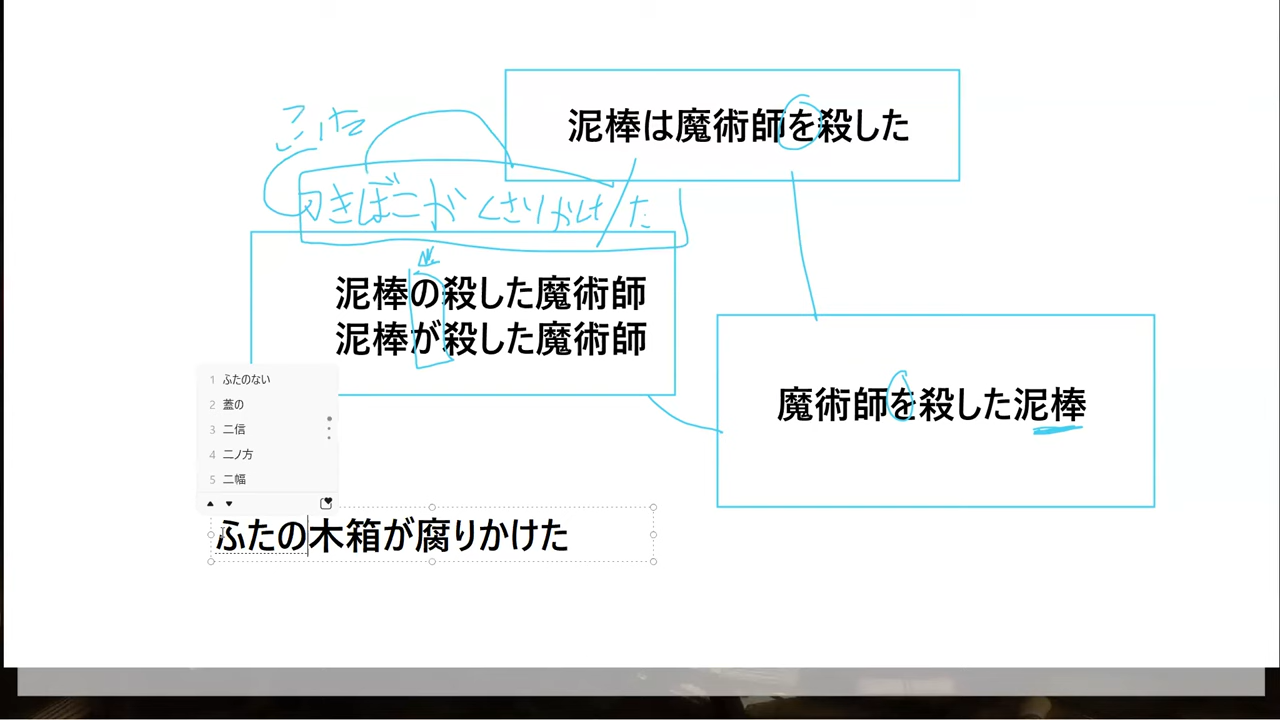 泥棒は魔術師を殺した
きばこが くさりかけた
泥棒の殺した魔術師
泥棒が殺した魔術師
魔術師を殺した泥棒
1 ふたのない
2 蓋の
3 二信
4 二ノ方
5 二幅
ふたの木箱が腐りかけた